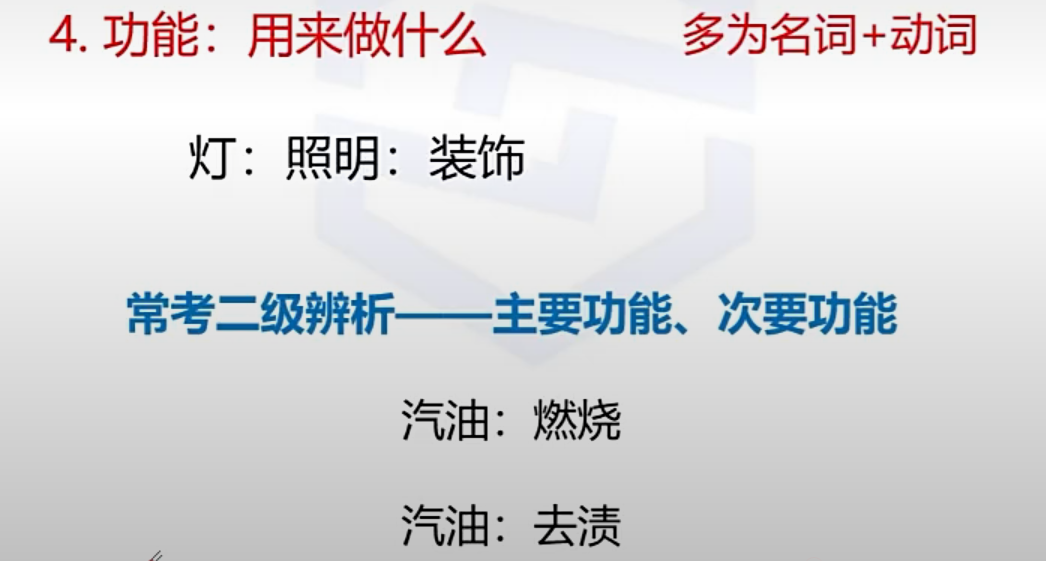 4. 功能：用来做什么 多为名词+动词
灯：照明：装饰
常考二级辨析——主要功能、次要功能
汽油：燃烧
汽油：去渍